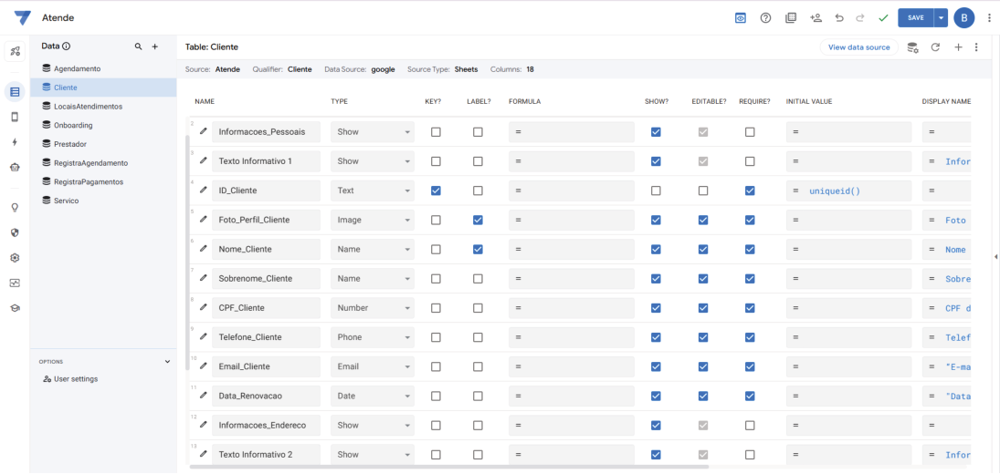 Atende
SAVE
B
Data
Table: Cliente
View data source
Agendamento
Cliente
LocaisAtendimentos
Onboarding
Prestador
RegistraAgendamento
RegistraPagamentos
Servico
OPTIONS
User settings
Source: Atende Qualifier: Cliente Data Source: google Source Type: Sheets Columns: 18
NAME TYPE KEY? LABEL? FORMULA SHOW? EDITABLE? REQUIRE? INITIAL VALUE DISPLAY NAME
2 Informacoes_Pessoais Show = = =
3 Texto Informativo 1 Show = = = Infor
4 ID_Cliente Text = = uniqueid() =
5 Foto_Perfil_Cliente Image = = = Foto
6 Nome_Cliente Name = = = Nome
7 Sobrenome_Cliente Name = = = Sobre
8 CPF_Cliente Number = = = CPF d
9 Telefone_Cliente Phone = = = Telef
10 Email_Cliente Email = = = "E-ma
11 Data_Renovacao Date = = = "Data
12 Informacoes_Endereco Show = = =
13 Texto Informativo 2 Show = = = Infor